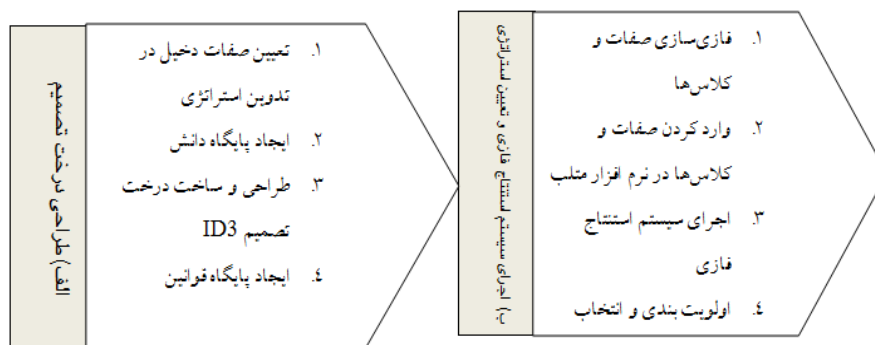 الف) طراحی درخت تصمیم
۱. تعیین صفات دخیل در
تدوین استراتژی
۲. ایجاد پایگاه دانش
۳. طراحی و ساخت درخت
تصمیم ID3
٤. ایجاد پایگاه قوانین
ب) اجرای سیستم استنتاج فازی و تعیین استراتژی
۱. فازی‌سازی صفات و
کلاس‌ها
۲. وارد کردن صفات و
کلاس‌ها در نرم افزار متلب
۳. اجرای سیستم استنتاج
فازی
٤. اولویت بندی و انتخاب